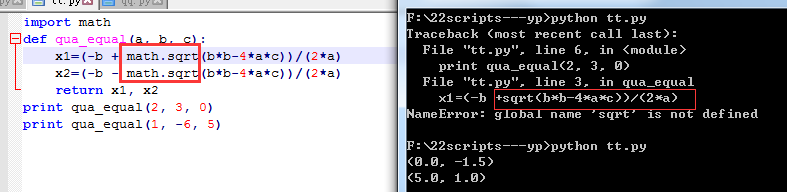 tt.py
qq.py
import math
def qua_equal(a, b, c):
    x1=(-b + math.sqrt(b*b-4*a*c))/(2*a)
    x2=(-b - math.sqrt(b*b-4*a*c))/(2*a)
    return x1, x2
print qua_equal(2, 3, 0)
print qua_equal(1, -6, 5)
F:\22scripts---yp>python tt.py
Traceback (most recent call last):
  File "tt.py", line 6, in <module>
    print qua_equal(2, 3, 0)
  File "tt.py", line 3, in qua_equal
    x1=(-b +sqrt(b*b-4*a*c))/(2*a)
NameError: global name 'sqrt' is not defined
F:\22scripts---yp>python tt.py
(0.0, -1.5)
(5.0, 1.0)